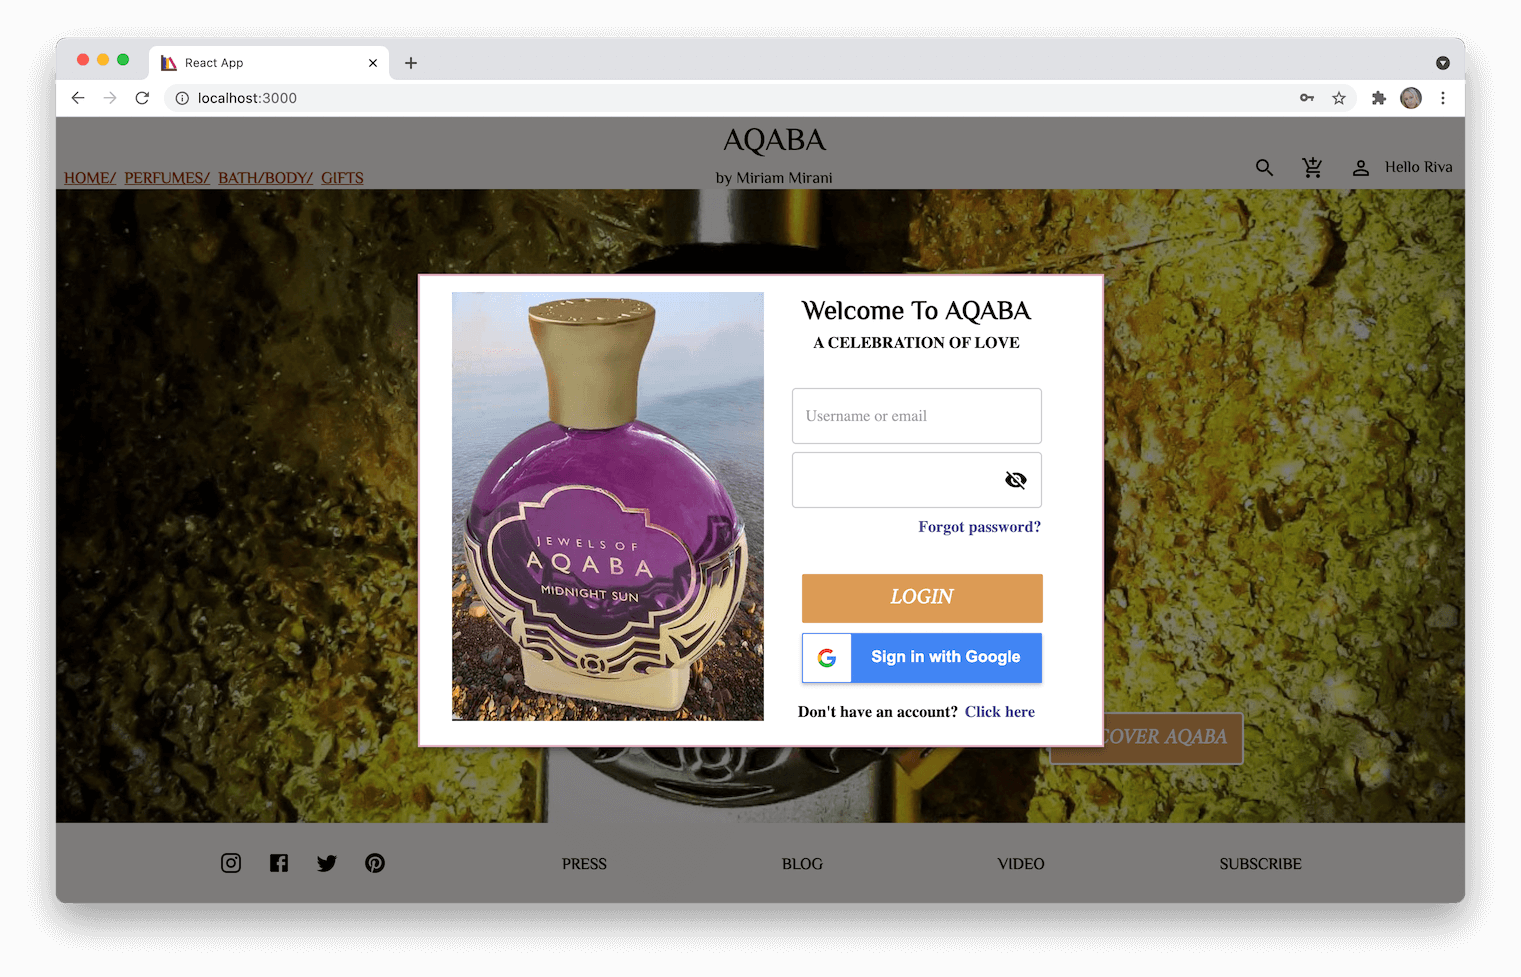 React App
localhost:3000
AQABA
by Miriam Mirani
HOME/ PERFUMES/ BATH/BODY/ GIFTS
Hello Riva
Welcome To AQABA
A CELEBRATION OF LOVE
Username or email
Forgot password?
LOGIN
Sign in with Google
Don't have an account? Click here
JEWELS OF
AQABA
MIDNIGHT SUN
AQABA
PRESS
BLOG
VIDEO
SUBSCRIBE